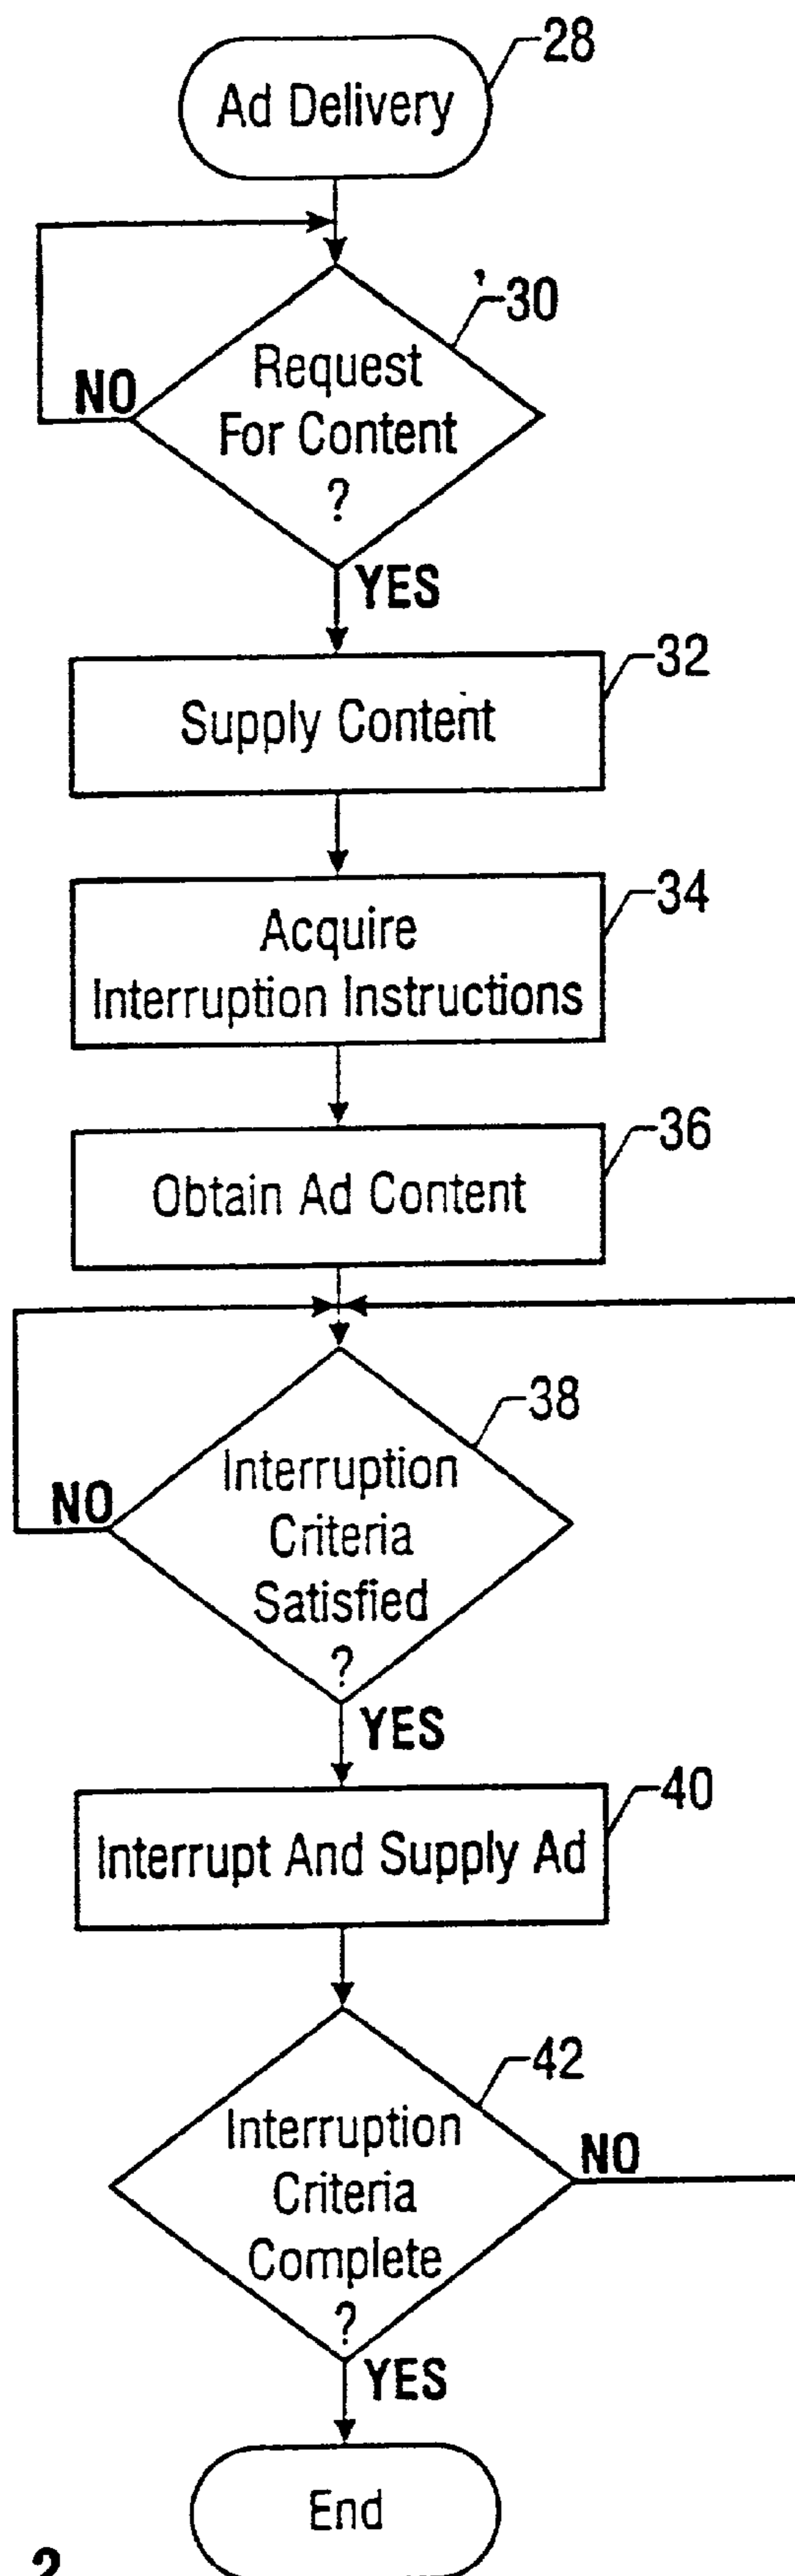 28
Ad Delivery
30
Request
For Content
?
NO
YES
32
Supply Content
34
Acquire
Interruption Instructions
36
Obtain Ad Content
38
Interruption
Criteria
Satisfied
?
NO
YES
40
Interrupt And Supply Ad
42
Interruption
Criteria
Complete
?
NO
YES
End
2